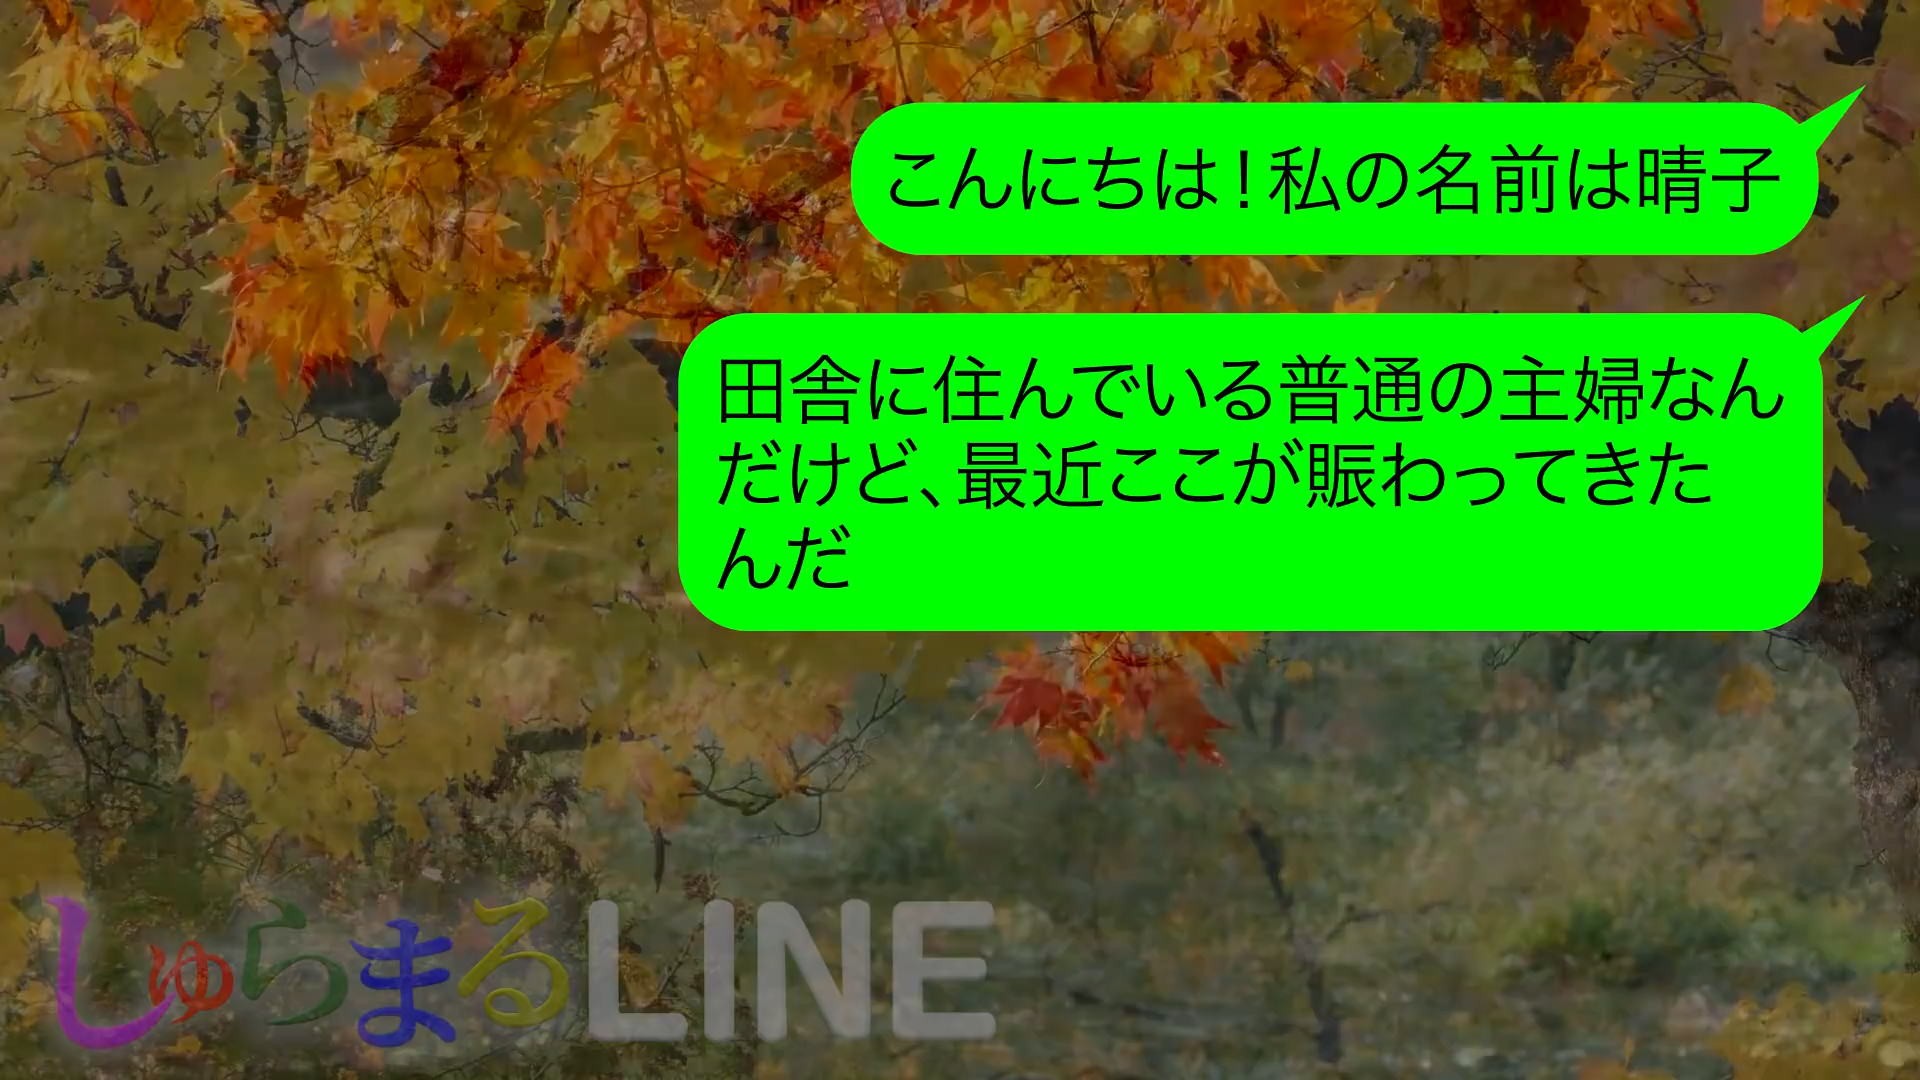 こんにちは！私の名前は晴子
田舎に住んでいる普通の主婦なん
だけど、最近ここが賑わってきた
んだ
しゅらまるLINE